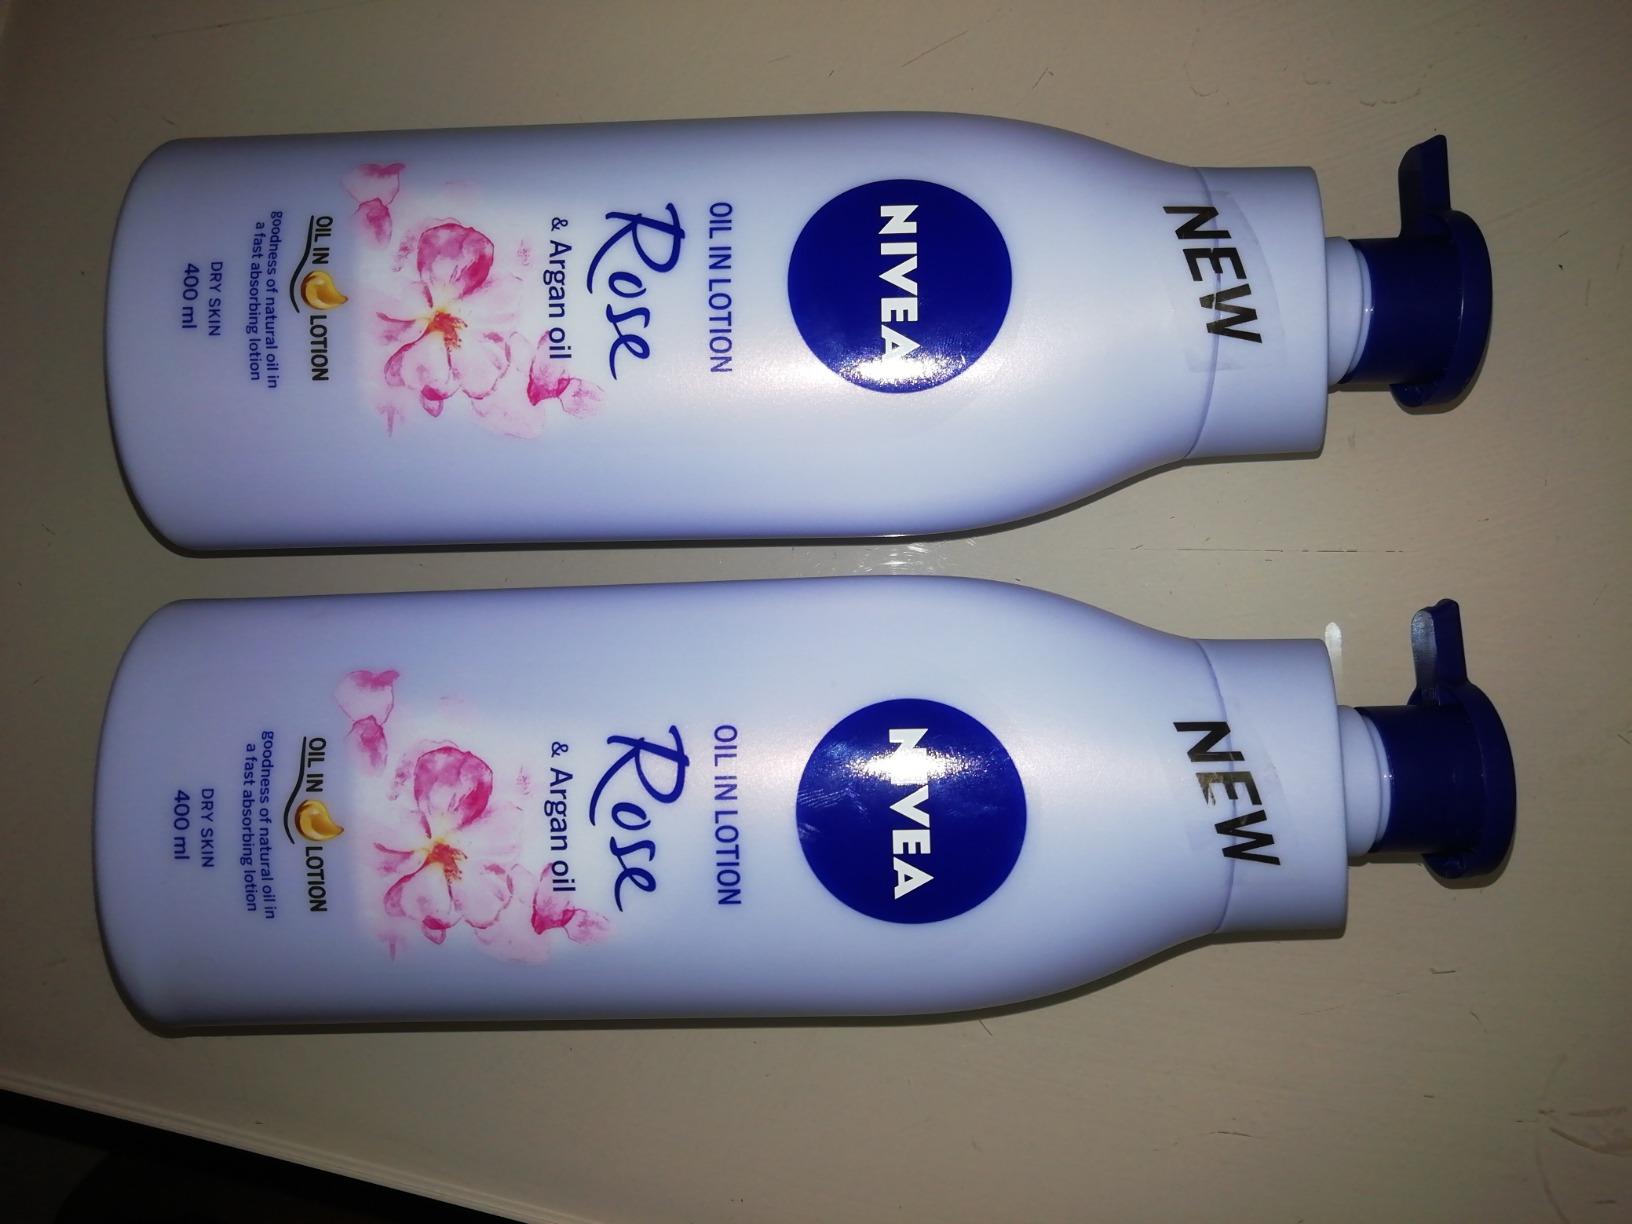 NEW
NIVEA
OIL IN LOTION
Rose
& Argan oil
OIL IN LOTION
goodness of natural oil in
a fast absorbing lotion
DRY SKIN
400 ml
NEW
NIVEA
OIL IN LOTION
Rose
& Argan oil
OIL IN LOTION
goodness of natural oil in
a fast absorbing lotion
DRY SKIN
400 ml